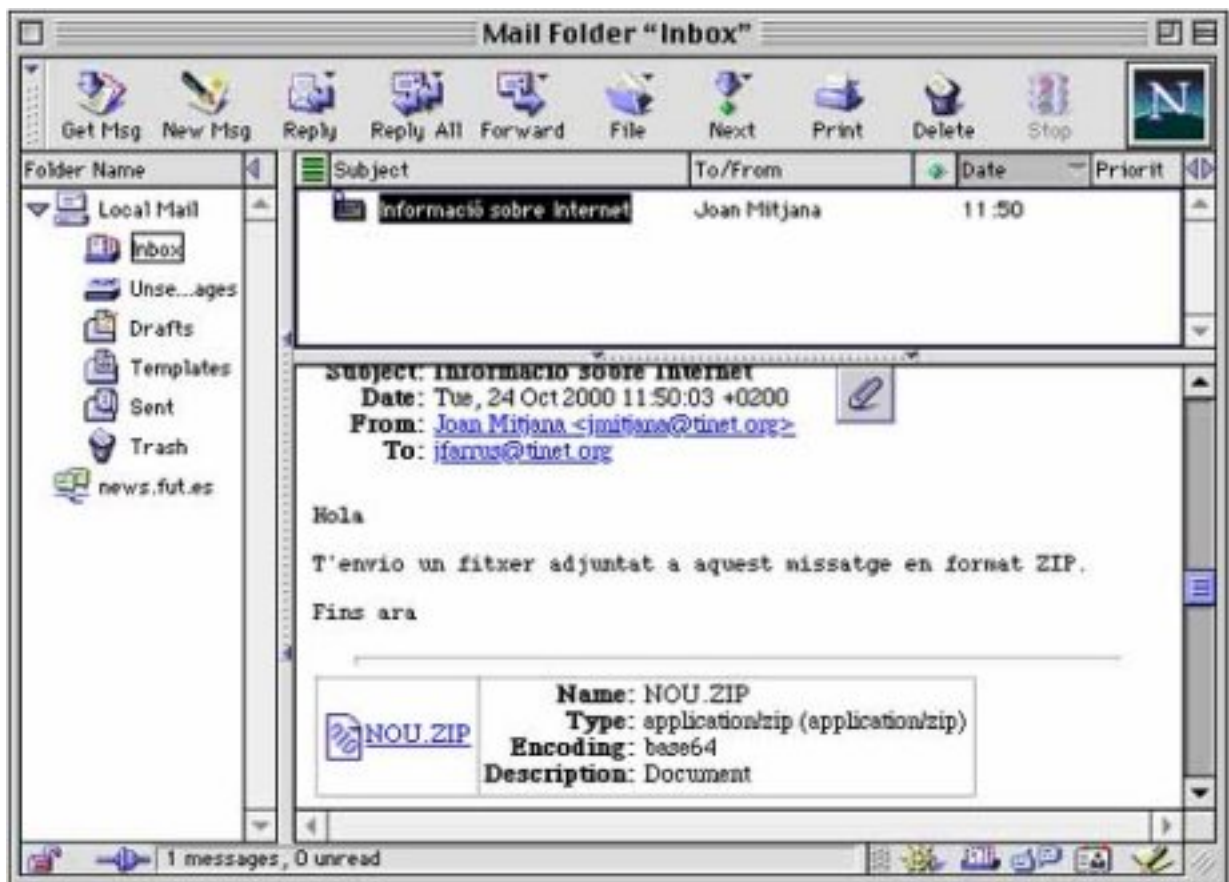 Mail Folder “Inbox”
Get Msg New Msg Reply Reply All Forward File Next Print Delete Stop
N
Folder Name
Subject To/From Date Priorit
Local Mail
Inbox
Unse...ages
Drafts
Templates
Sent
Trash
news.fut.es
Informació sobre Internet Joan Mitjana 11:50
Subject: Informació sobre Internet
Date: Tue, 24 Oct 2000 11:50:03 +0200
From: Joan Mitjana <jmitjana@tinet.org>
To: jfarrus@tinet.org
Hola
T'envio un fitxer adjuntat a aquest missatge en format ZIP.
Fins ara
NOU.ZIP
Name: NOU.ZIP
Type: application/zip (application/zip)
Encoding: base64
Description: Document
1 messages, 0 unread